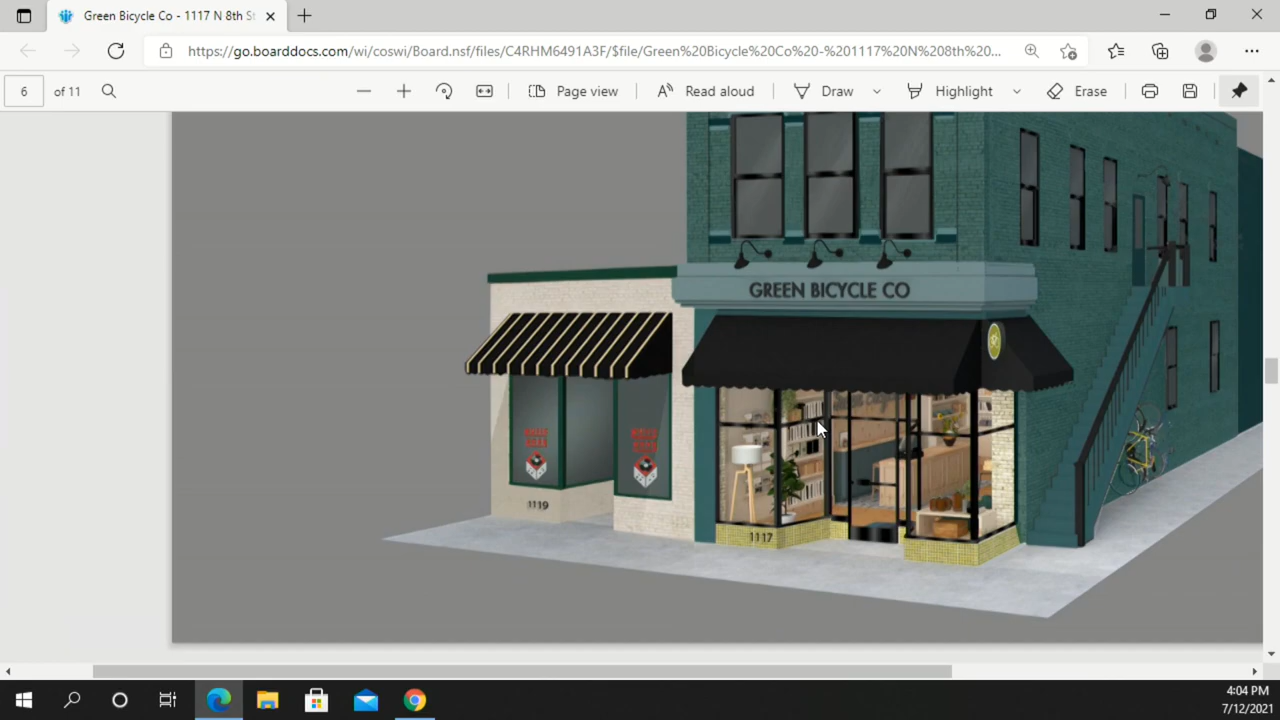 Green Bicycle Co - 1117 N 8th St
https://go.boarddocs.com/wi/coswi/Board.nsf/files/C4RHM6491A3F/$file/Green%20Bicycle%20Co%20-%201117%20N%208th%20...
6 of 11
Page view
Read aloud
Draw
Highlight
Erase
GREEN BICYCLE CO
1119
1117
4:04 PM
7/12/2021